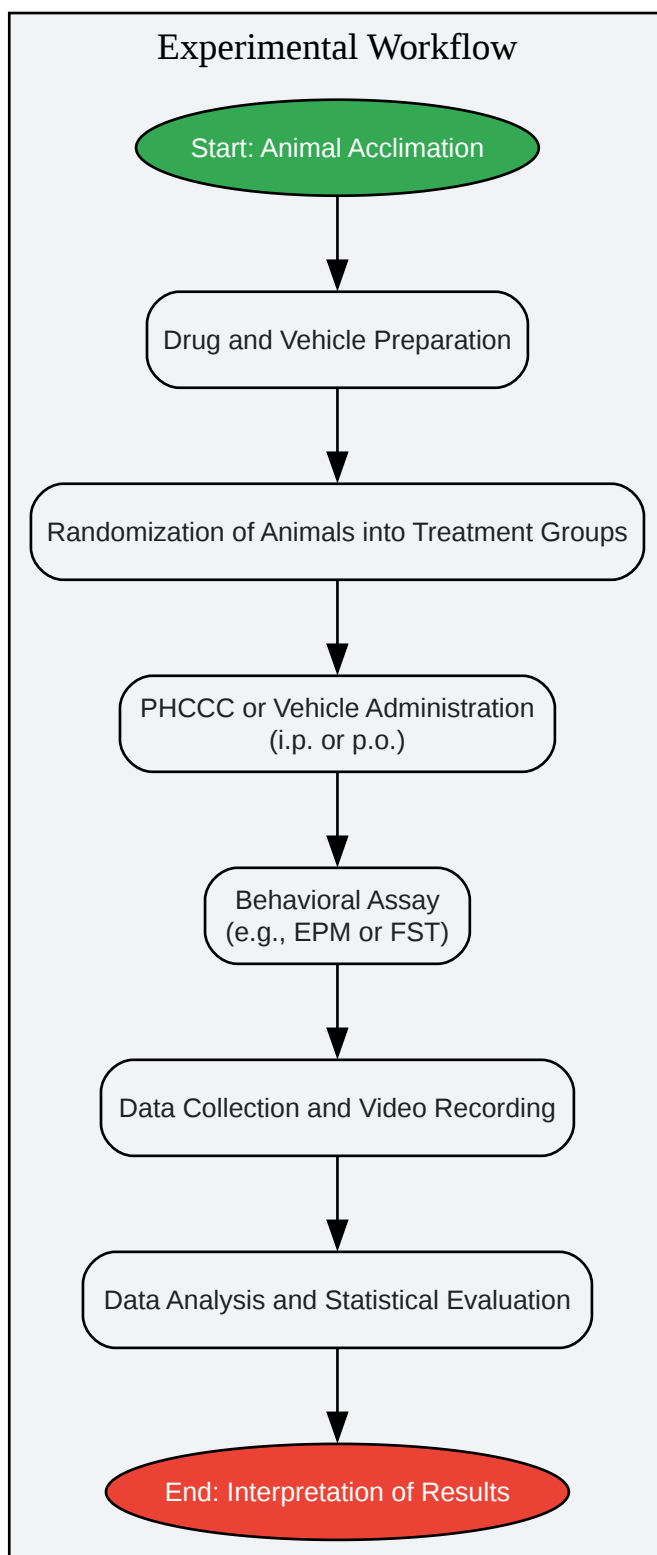 Experimental Workflow
Start: Animal Acclimation
Drug and Vehicle Preparation
Randomization of Animals into Treatment Groups
PHCCC or Vehicle Administration
(i.p. or p.o.)
Behavioral Assay
(e.g., EPM or FST)
Data Collection and Video Recording
Data Analysis and Statistical Evaluation
End: Interpretation of Results